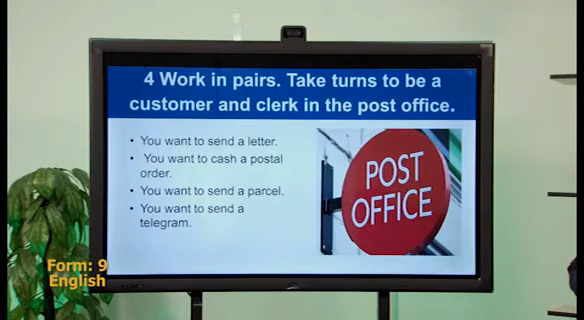 4 Work in pairs. Take turns to be a
customer and clerk in the post office.
• You want to send a letter.
• You want to cash a postal
order.
• You want to send a parcel.
• You want to send a
telegram.
POST
OFFICE
Form: 9
English